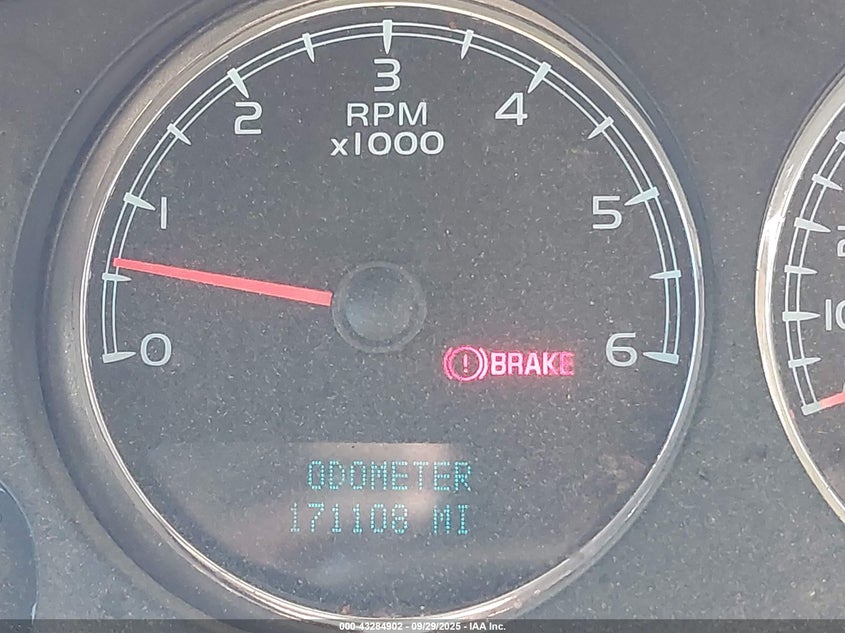 3
2
4
RPM
x1000
1
5
0
6
(!) BRAKE
10
ODOMETER
171108 MI
000-43284902 - 09/29/2025 - IAA Inc.